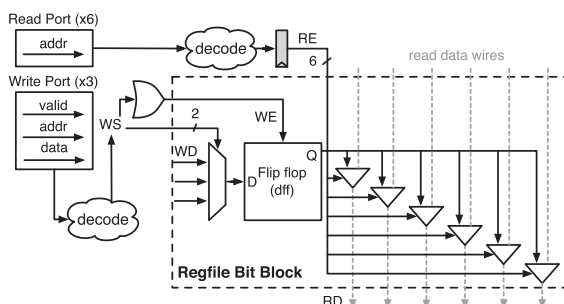 Read Port (x6)
addr
decode
RE
6
read data wires
Write Port (x3)
valid
addr
data
WS
2
WE
WD
D
Q
Flip flop
(dff)
decode
Regfile Bit Block
RD